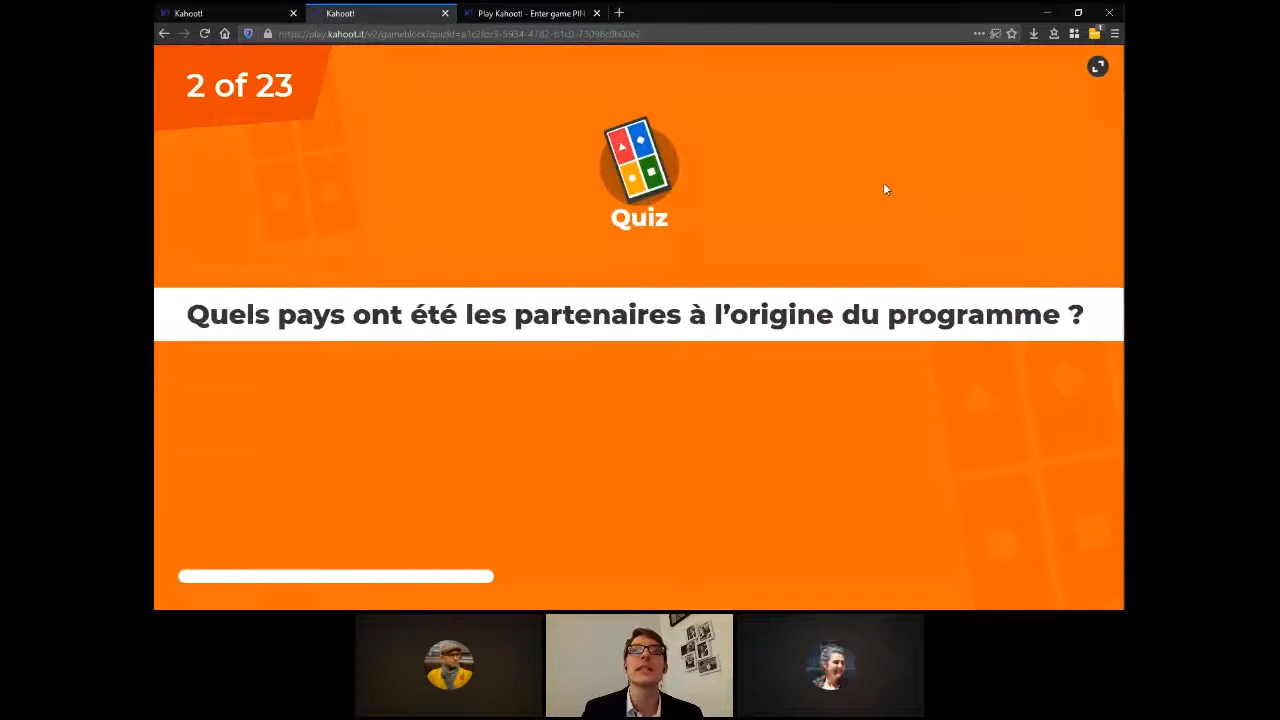 Kahoot!
Kahoot!
Play Kahoot! - Enter game PIN
2 of 23
Quiz
Quels pays ont été les partenaires à l'origine du programme ?